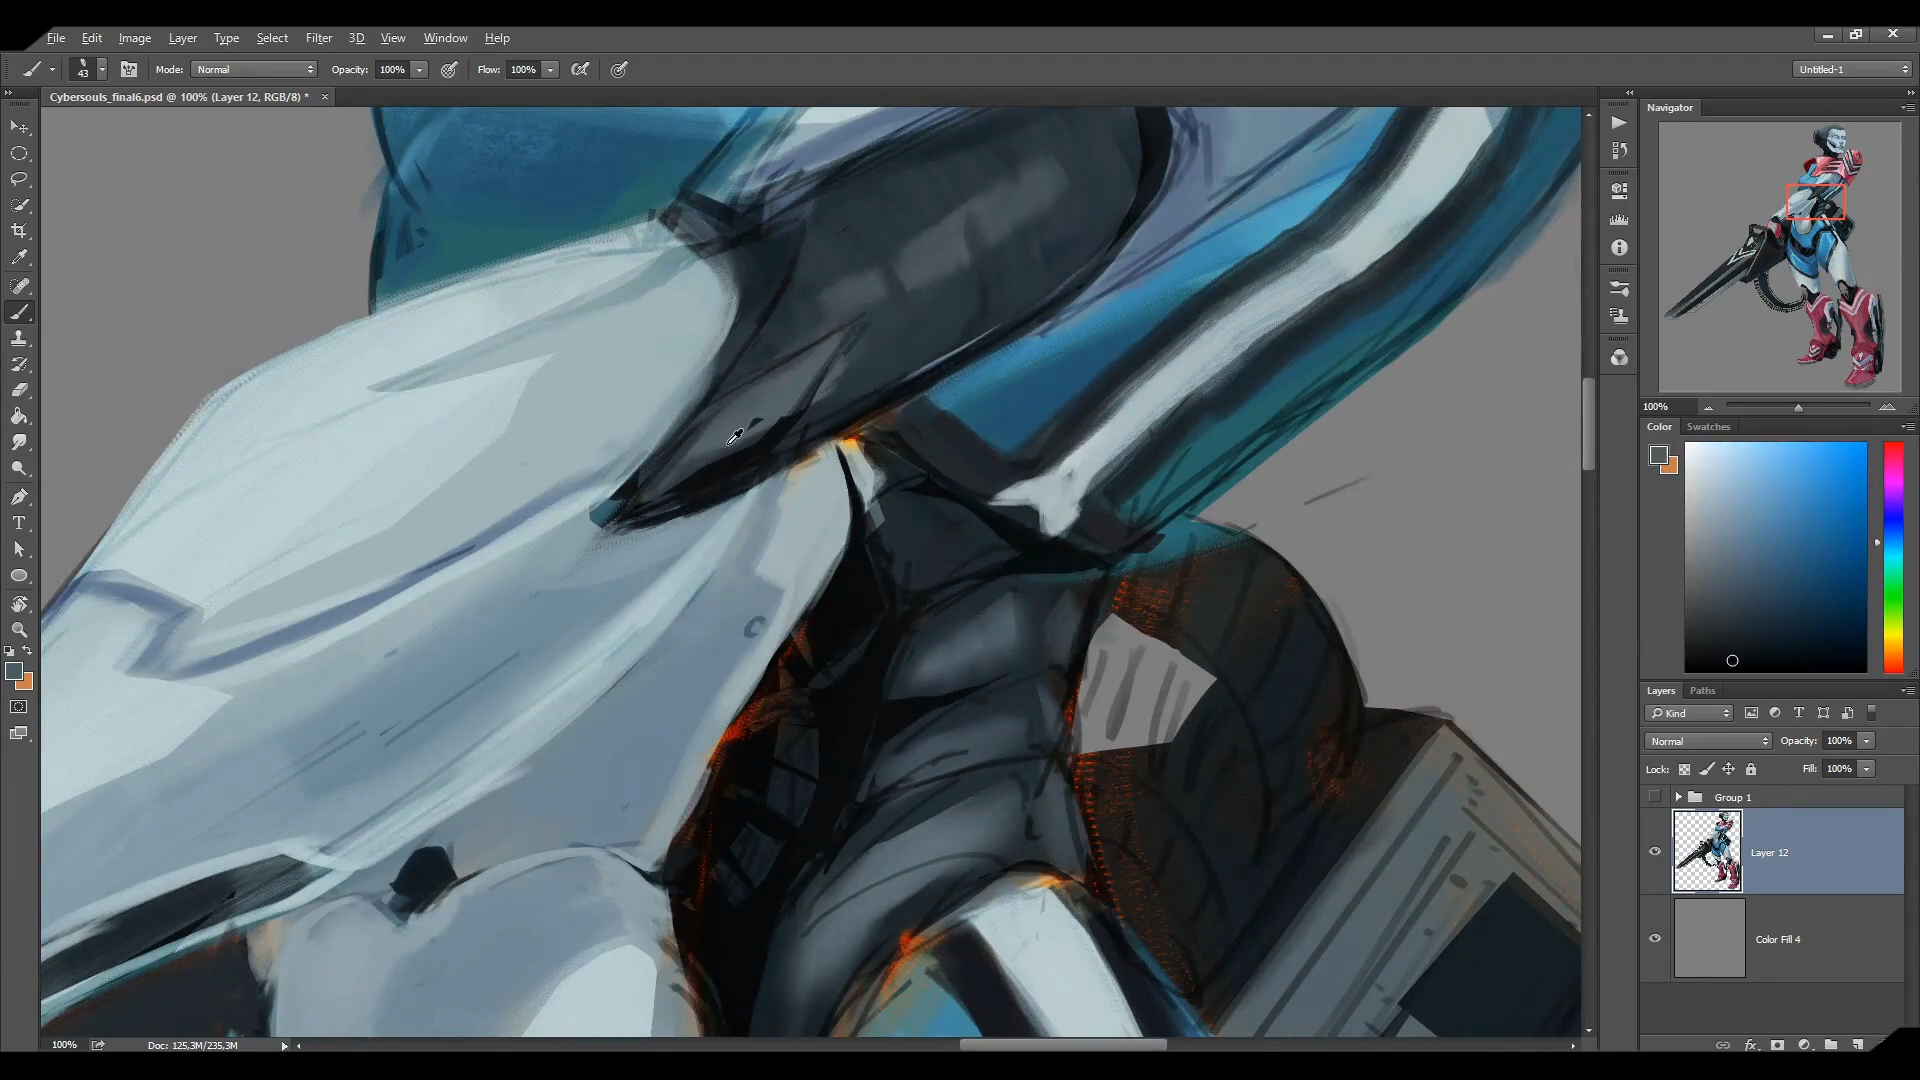 File Edit Image Layer Type Select Filter 3D View Window Help
43 Mode: Normal Opacity: 100% Flow: 100% Untitled-1
Cybersouls_final6.psd @ 100% (Layer 12, RGB/8) * ×
Navigator
100%
Color Swatches
Layers Paths
Kind
Normal Opacity: 100%
Lock: Fill: 100%
Group 1
Layer 12
Color Fill 4
100% Doc: 125,3M/235,3M